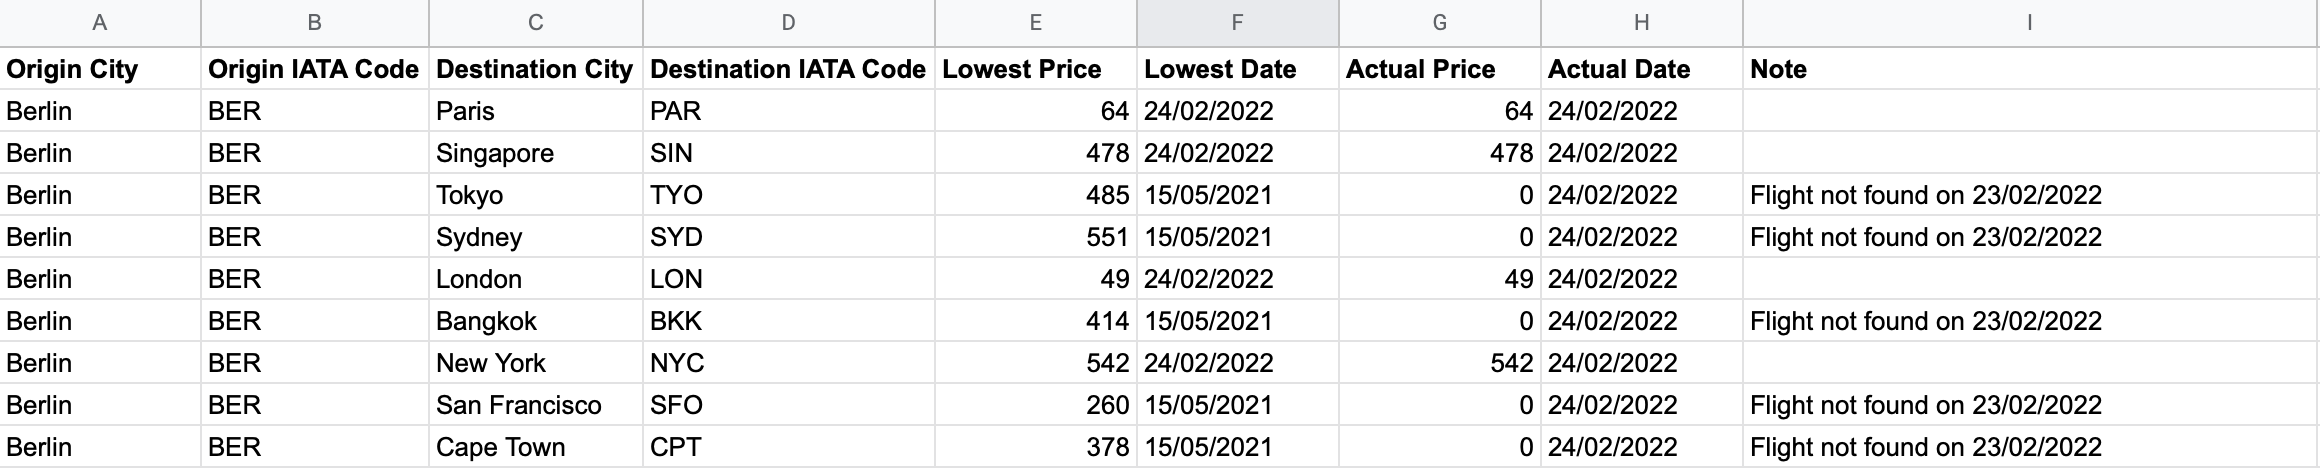 A B C D E F G H I
Origin City Origin IATA Code Destination City Destination IATA Code Lowest Price Lowest Date Actual Price Actual Date Note
Berlin BER Paris PAR 64 24/02/2022 64 24/02/2022
Berlin BER Singapore SIN 478 24/02/2022 478 24/02/2022
Berlin BER Tokyo TYO 485 15/05/2021 0 24/02/2022 Flight not found on 23/02/2022
Berlin BER Sydney SYD 551 15/05/2021 0 24/02/2022 Flight not found on 23/02/2022
Berlin BER London LON 49 24/02/2022 49 24/02/2022
Berlin BER Bangkok BKK 414 15/05/2021 0 24/02/2022 Flight not found on 23/02/2022
Berlin BER New York NYC 542 24/02/2022 542 24/02/2022
Berlin BER San Francisco SFO 260 15/05/2021 0 24/02/2022 Flight not found on 23/02/2022
Berlin BER Cape Town CPT 378 15/05/2021 0 24/02/2022 Flight not found on 23/02/2022